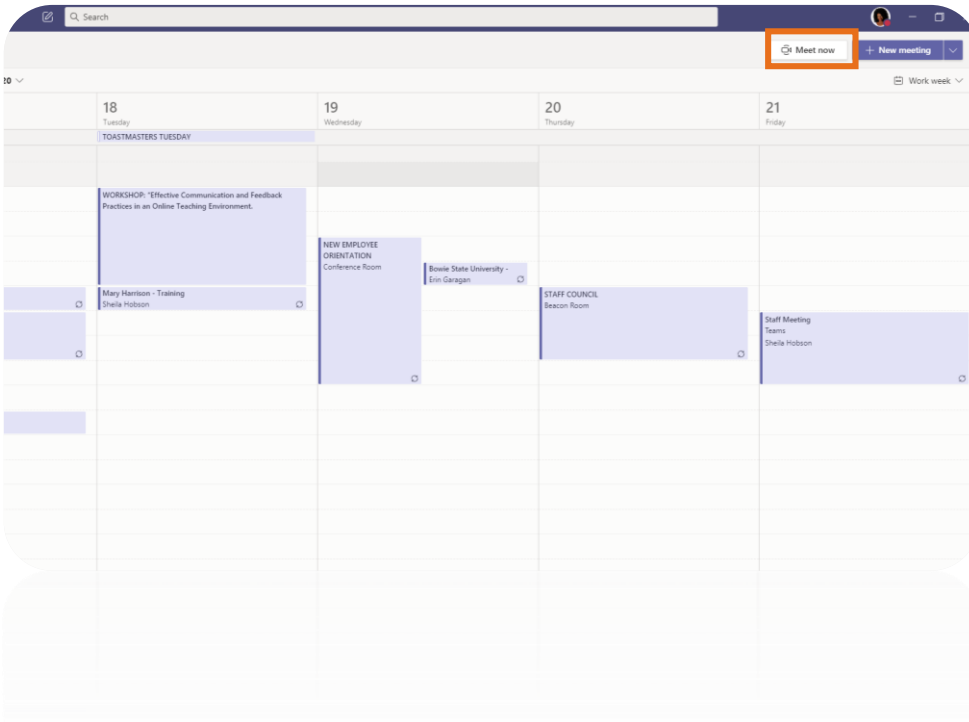 Search
Meet now
+ New meeting
20
Work week
18
Tuesday
19
Wednesday
20
Thursday
21
Friday
TOASTMASTERS TUESDAY
WORKSHOP: "Effective Communication and Feedback
Practices in an Online Teaching Environment.
Mary Harrison - Training
Sheila Hobson
NEW EMPLOYEE
ORIENTATION
Conference Room
Bowie State University -
Erin Garagan
STAFF COUNCIL
Beacon Room
Staff Meeting
Teams
Sheila Hobson